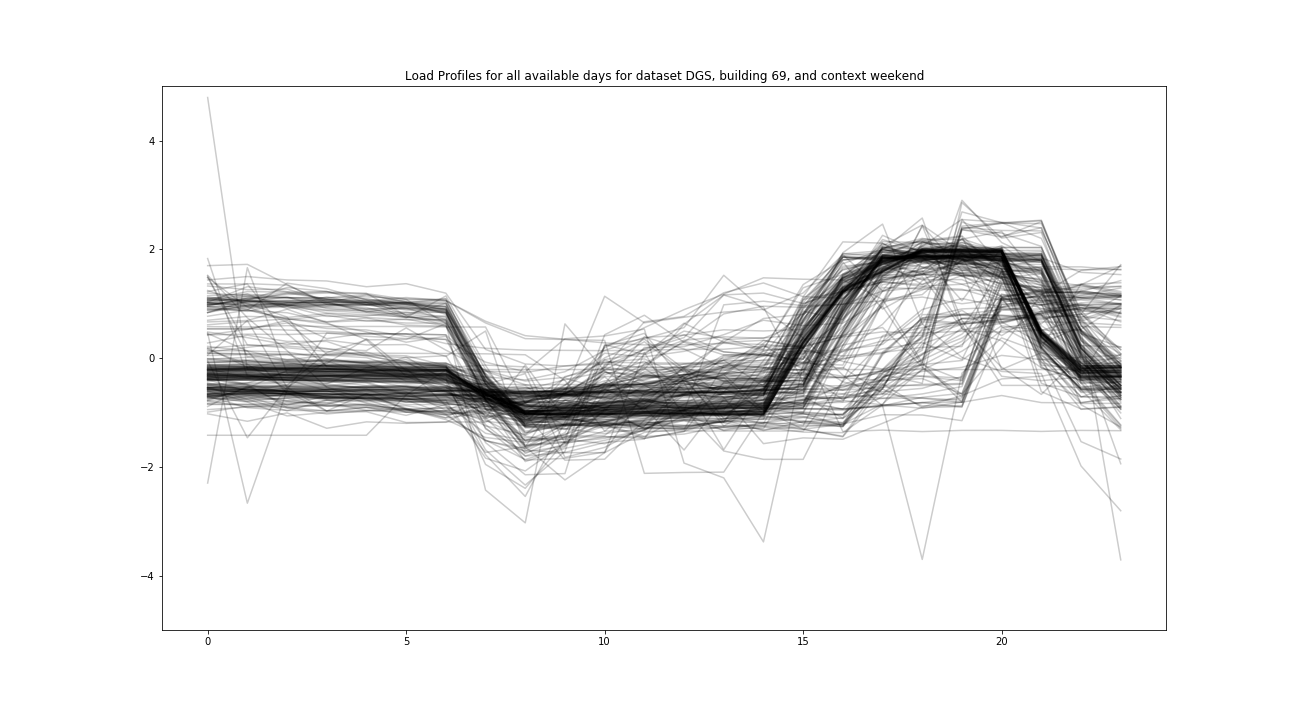 Load Profiles for all available days for dataset DGS, building 69, and context weekend
4
2
0
−2
−4
0 5 10 15 20